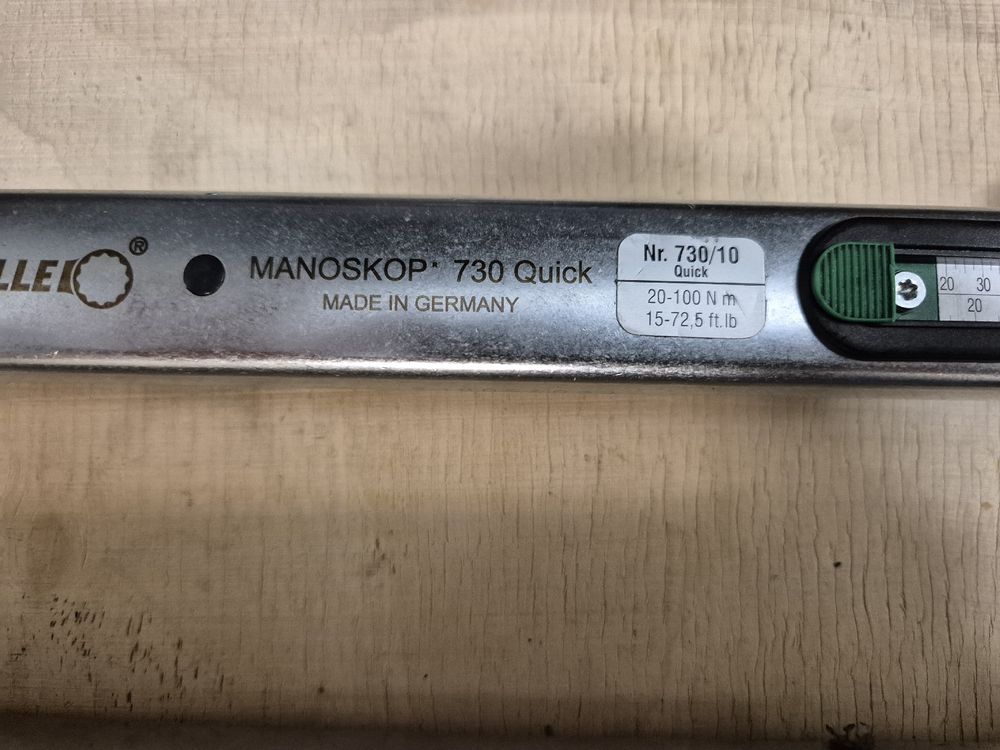 LLE
®
MANOSKOP® 730 Quick
MADE IN GERMANY
Nr. 730/10
Quick
20-100 N m
15-72,5 ft.lb
20 30
20